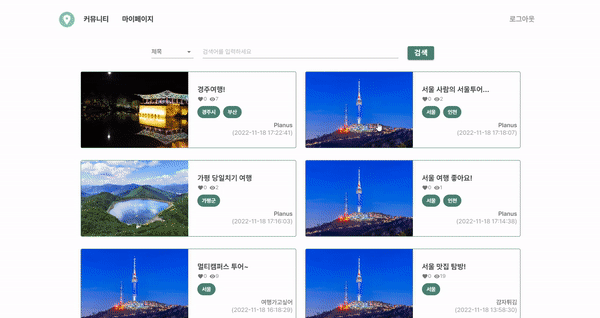 커뮤니티 마이페이지 로그아웃
제목 검색어를 입력하세요 검색
경주여행!
0 7
경주시 부산
Planus
(2022-11-18 17:22:41)
서울 사람의 서울투어...
0 2
서울 인천
Planus
(2022-11-18 17:18:07)
가평 당일치기 여행
0 2
가평군
Planus
(2022-11-18 17:16:03)
서울 여행 좋아요!
0 1
서울 인천
Planus
(2022-11-18 17:14:38)
멀티캠퍼스 투어~
0 0
서울
여행가고싶어
(2022-11-18 16:18:29)
서울 맛집 탐방!
0 19
서울
감자튀김
(2022-11-18 13:58:30)